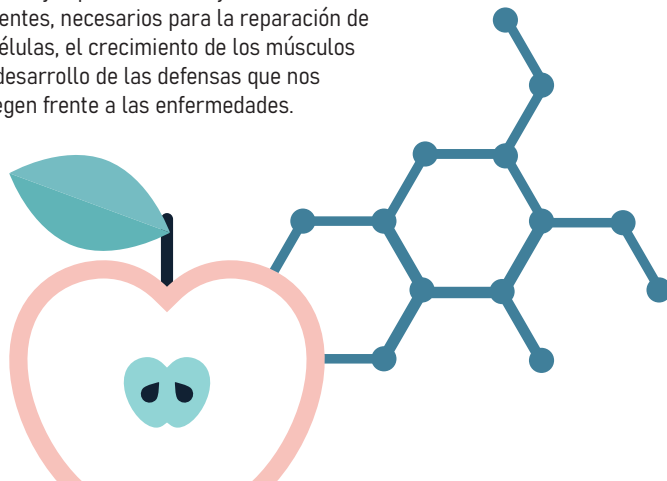 entes, necesarios para la reparación de
élulas, el crecimiento de los músculos
desarrollo de las defensas que nos
egen frente a las enfermedades.